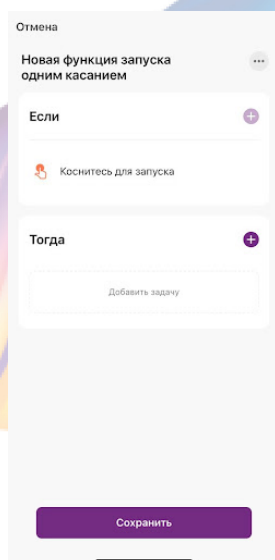 Отмена
Новая функция запуска
одним касанием
Если
Коснитесь для запуска
Тогда
Добавить задачу
Сохранить